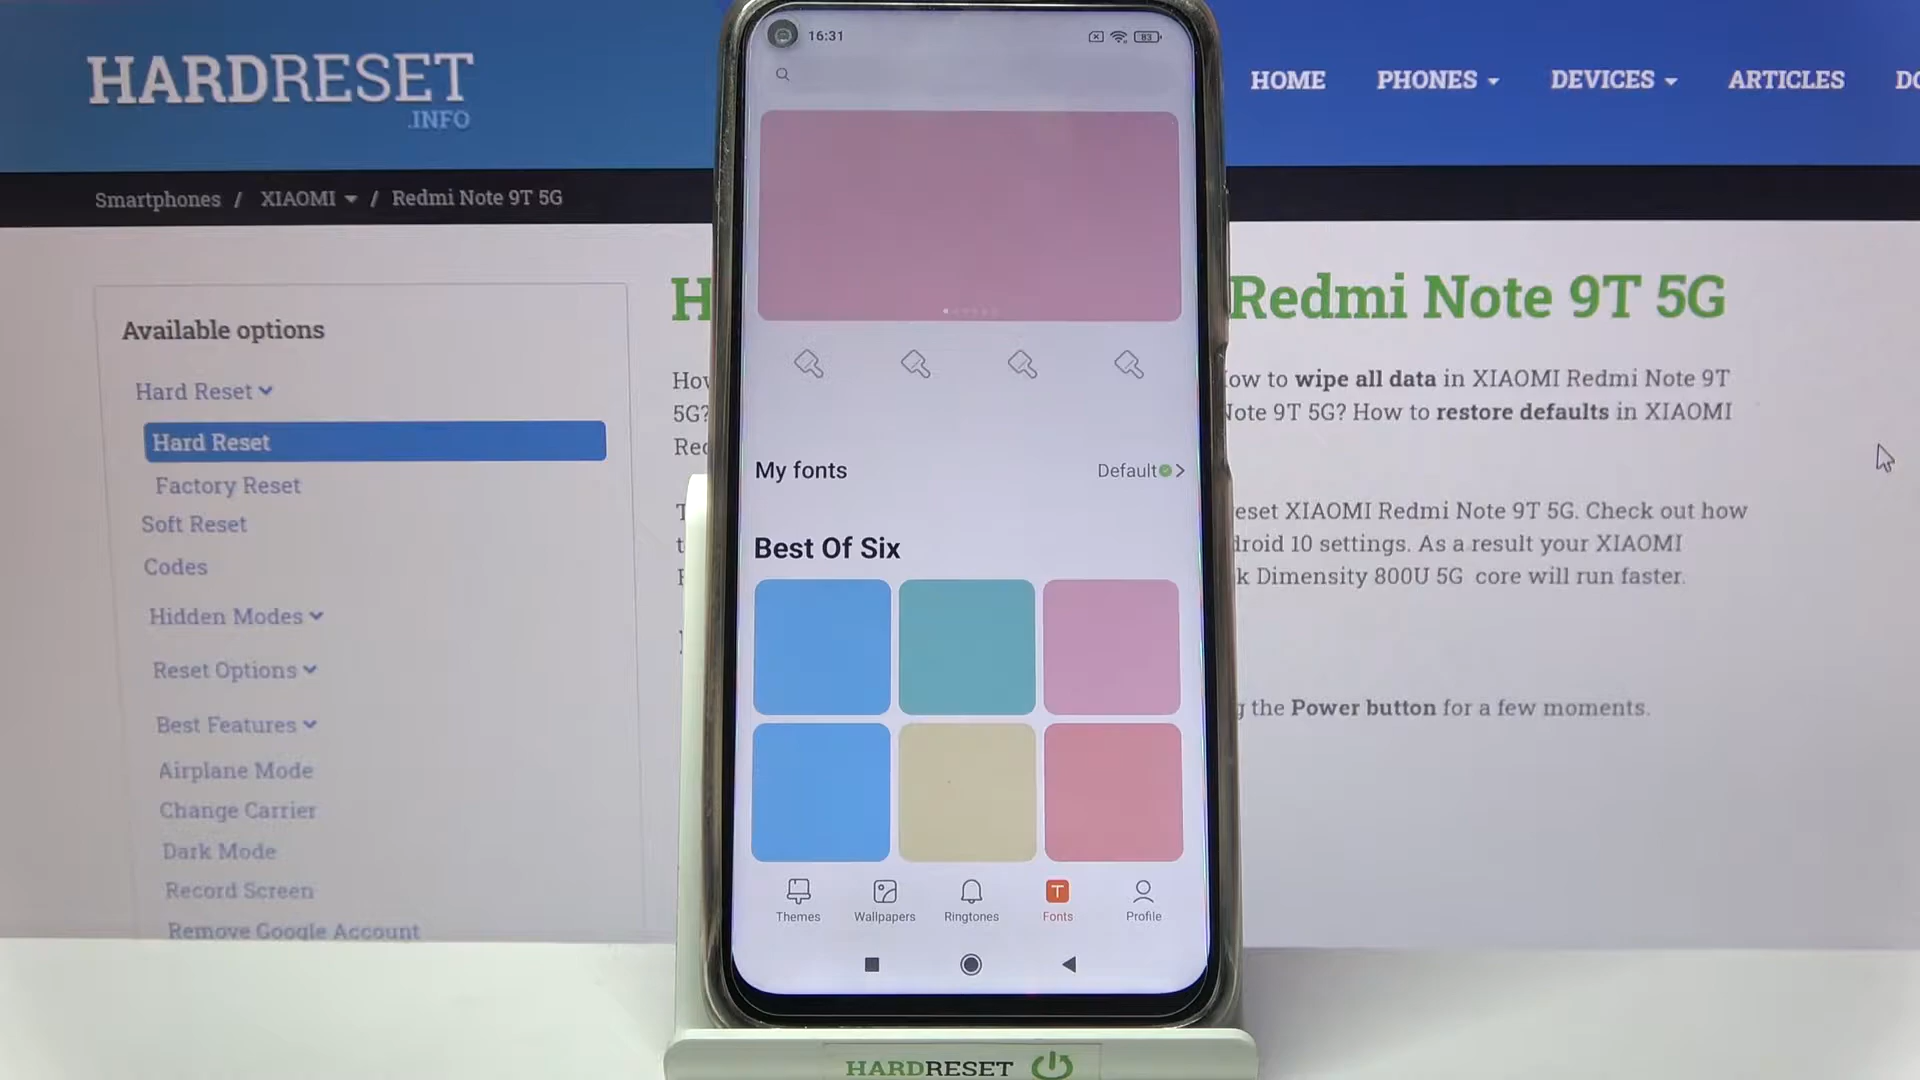 HARDRESET
.INFO
HOME PHONES DEVICES ARTICLES
Smartphones / XIAOMI / Redmi Note 9T 5G
Available options
Hard Reset
Hard Reset
Factory Reset
Soft Reset
Codes
Hidden Modes
Reset Options
Best Features
Airplane Mode
Change Carrier
Dark Mode
Record Screen
Remove Google Account
16:31
83
My fonts
Default
Best Of Six
Themes Wallpapers Ringtones Fonts Profile
H Redmi Note 9T 5G
to wipe all data in XIAOMI Redmi Note 9T
5G? Note 9T 5G? How to restore defaults in XIAOMI
reset XIAOMI Redmi Note 9T 5G. Check out how
settings. As a result your XIAOMI
Dimensity 800U 5G core will run faster.
the Power button for a few moments.
HARDRESET